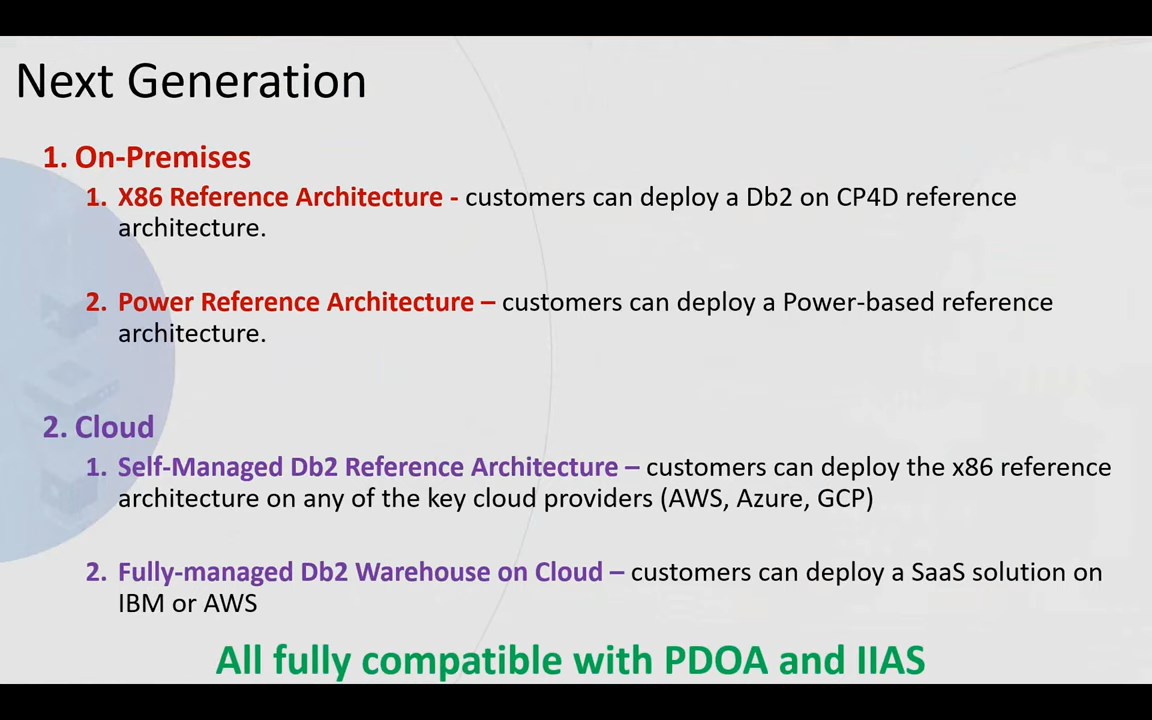 Next Generation
1. On-Premises
1. X86 Reference Architecture - customers can deploy a Db2 on CP4D reference
architecture.
2. Power Reference Architecture – customers can deploy a Power-based reference
architecture.
2. Cloud
1. Self-Managed Db2 Reference Architecture – customers can deploy the x86 reference
architecture on any of the key cloud providers (AWS, Azure, GCP)
2. Fully-managed Db2 Warehouse on Cloud – customers can deploy a SaaS solution on
IBM or AWS
All fully compatible with PDOA and IIAS